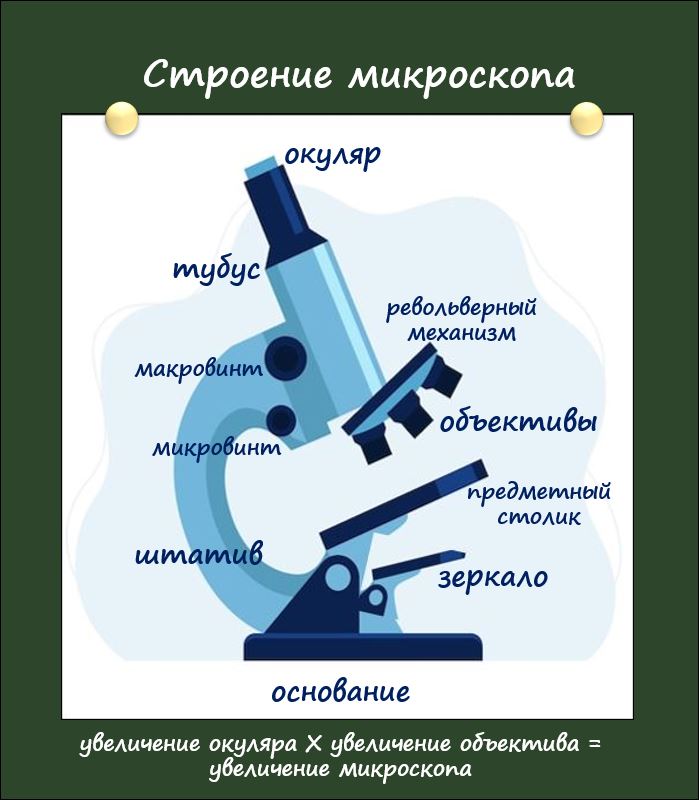 Строение микроскопа
окуляр
тубус
револьверный
механизм
макровинт
объективы
микровинт
предметный
столик
штатив
зеркало
основание
увеличение окуляра X увеличение объектива =
увеличение микроскопа